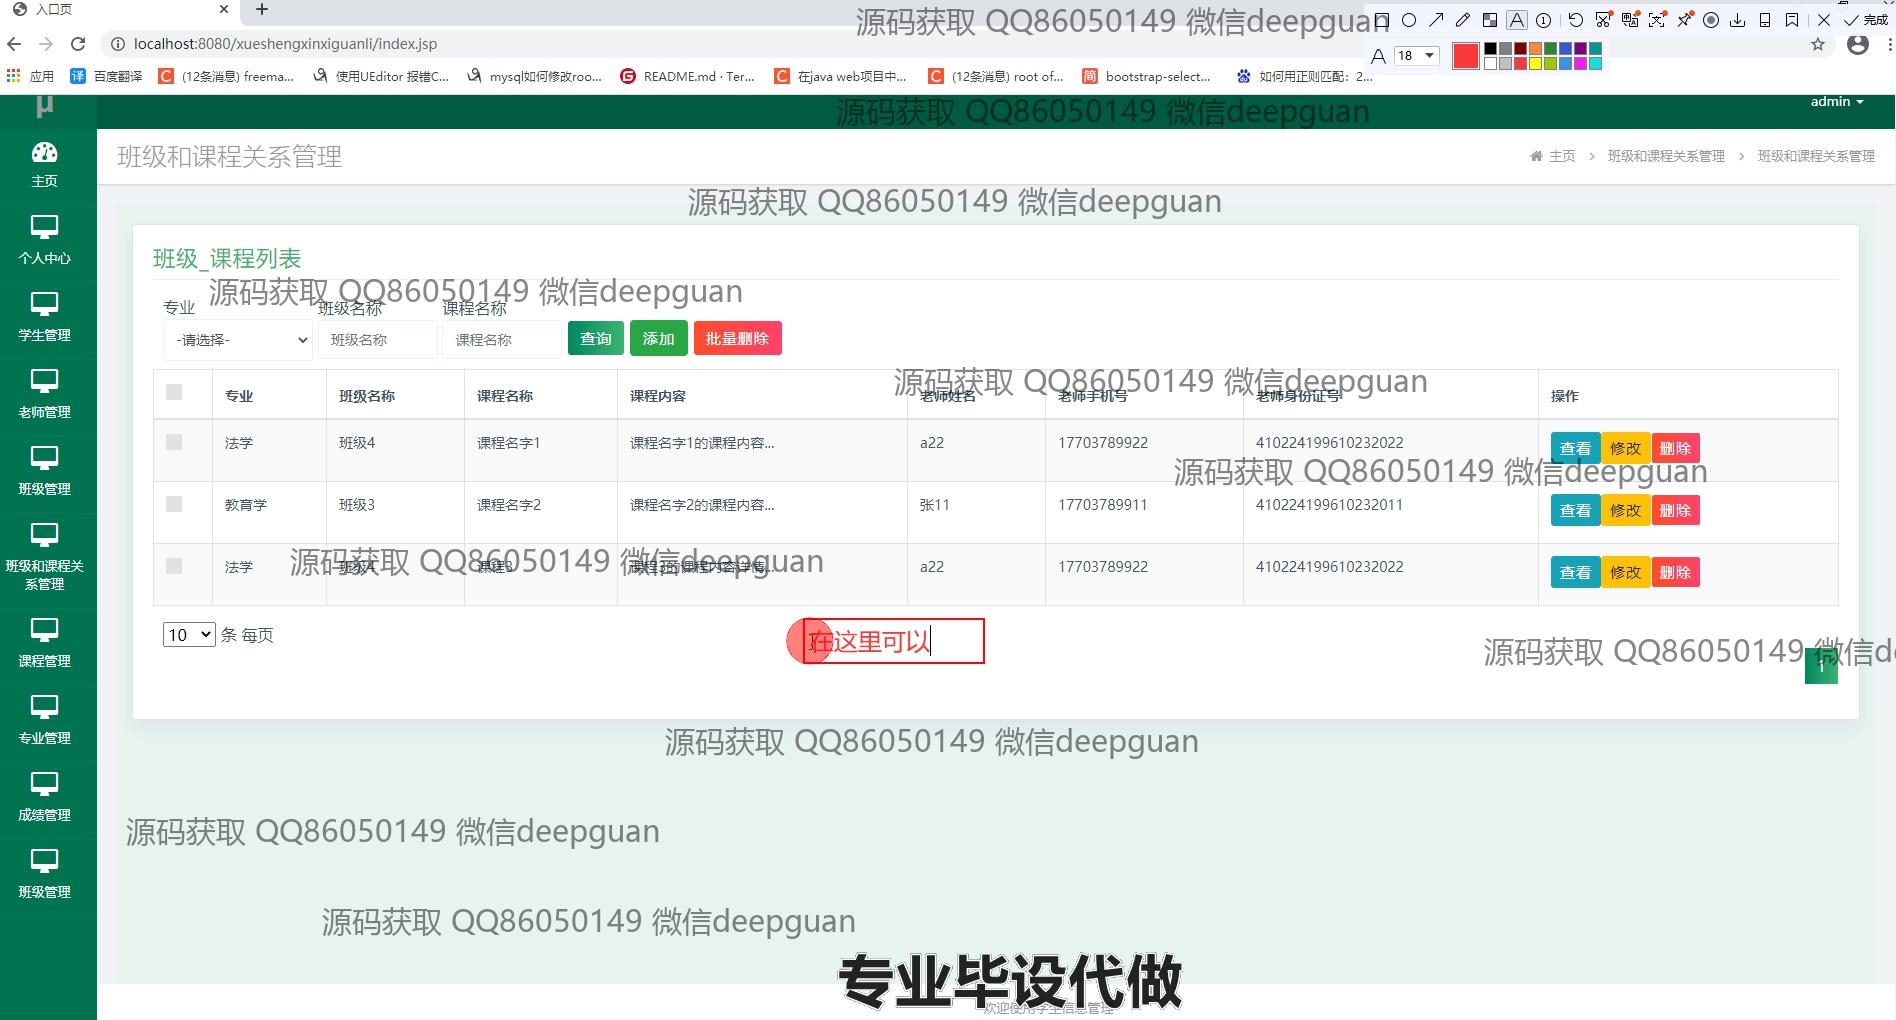 入口页
源码获取 QQ86050149 微信deepguan
完成
localhost:8080/xueshengxinxiguanli/index.jsp
A 18
应用 百度翻译 (12条消息) freema... 使用UEditor 报错C... mysql如何修改roo... README.md · Ter... 在java web项目中... (12条消息) root of... bootstrap-select... 如何用正则匹配：2...
μ
源码获取 QQ86050149 微信deepguan
admin
班级和课程关系管理
主页 > 班级和课程关系管理 > 班级和课程关系管理
主页
个人中心
学生管理
老师管理
班级管理
班级和课程关系管理
课程管理
专业管理
成绩管理
班级管理
源码获取 QQ86050149 微信deepguan
班级_课程列表
源码获取 QQ86050149 微信deepguan
专业 班级名称 课程名称
-请选择- 班级名称 课程名称 查询 添加 批量删除
源码获取 QQ86050149 微信deepguan
专业 班级名称 课程名称 课程内容 老师姓名 老师手机号 老师身份证号 操作
法学 班级4 课程名字1 课程名字1的课程内容... a22 17703789922 410224199610232022 查看 修改 删除
源码获取 QQ86050149 微信deepguan
教育学 班级3 课程名字2 课程名字2的课程内容... 张11 17703789911 410224199610232011 查看 修改 删除
源码获取 QQ86050149 微信deepguan
法学 班级4 课程3 课程3的课程内容详情... a22 17703789922 410224199610232022 查看 修改 删除
10 条 每页
在这里可以
源码获取 QQ86050149 微信de
1
源码获取 QQ86050149 微信deepguan
源码获取 QQ86050149 微信deepguan
源码获取 QQ86050149 微信deepguan
专业毕设代做
欢迎使用学生信息管理